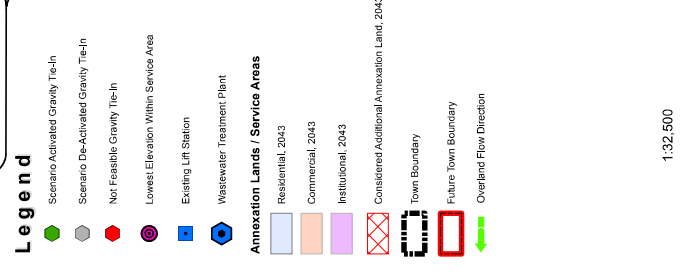 Legend
Scenario Activated Gravity Tie-In
Scenario De-Activated Gravity Tie-In
Not Feasible Gravity Tie-In
Lowest Elevation Within Service Area
Existing Lift Station
Wastewater Treatment Plant
Annexation Lands / Service Areas
Residential, 2043
Commercial, 2043
Institutional, 2043
Considered Additional Annexation Land, 2043
Town Boundary
Future Town Boundary
Overland Flow Direction
1:32,500